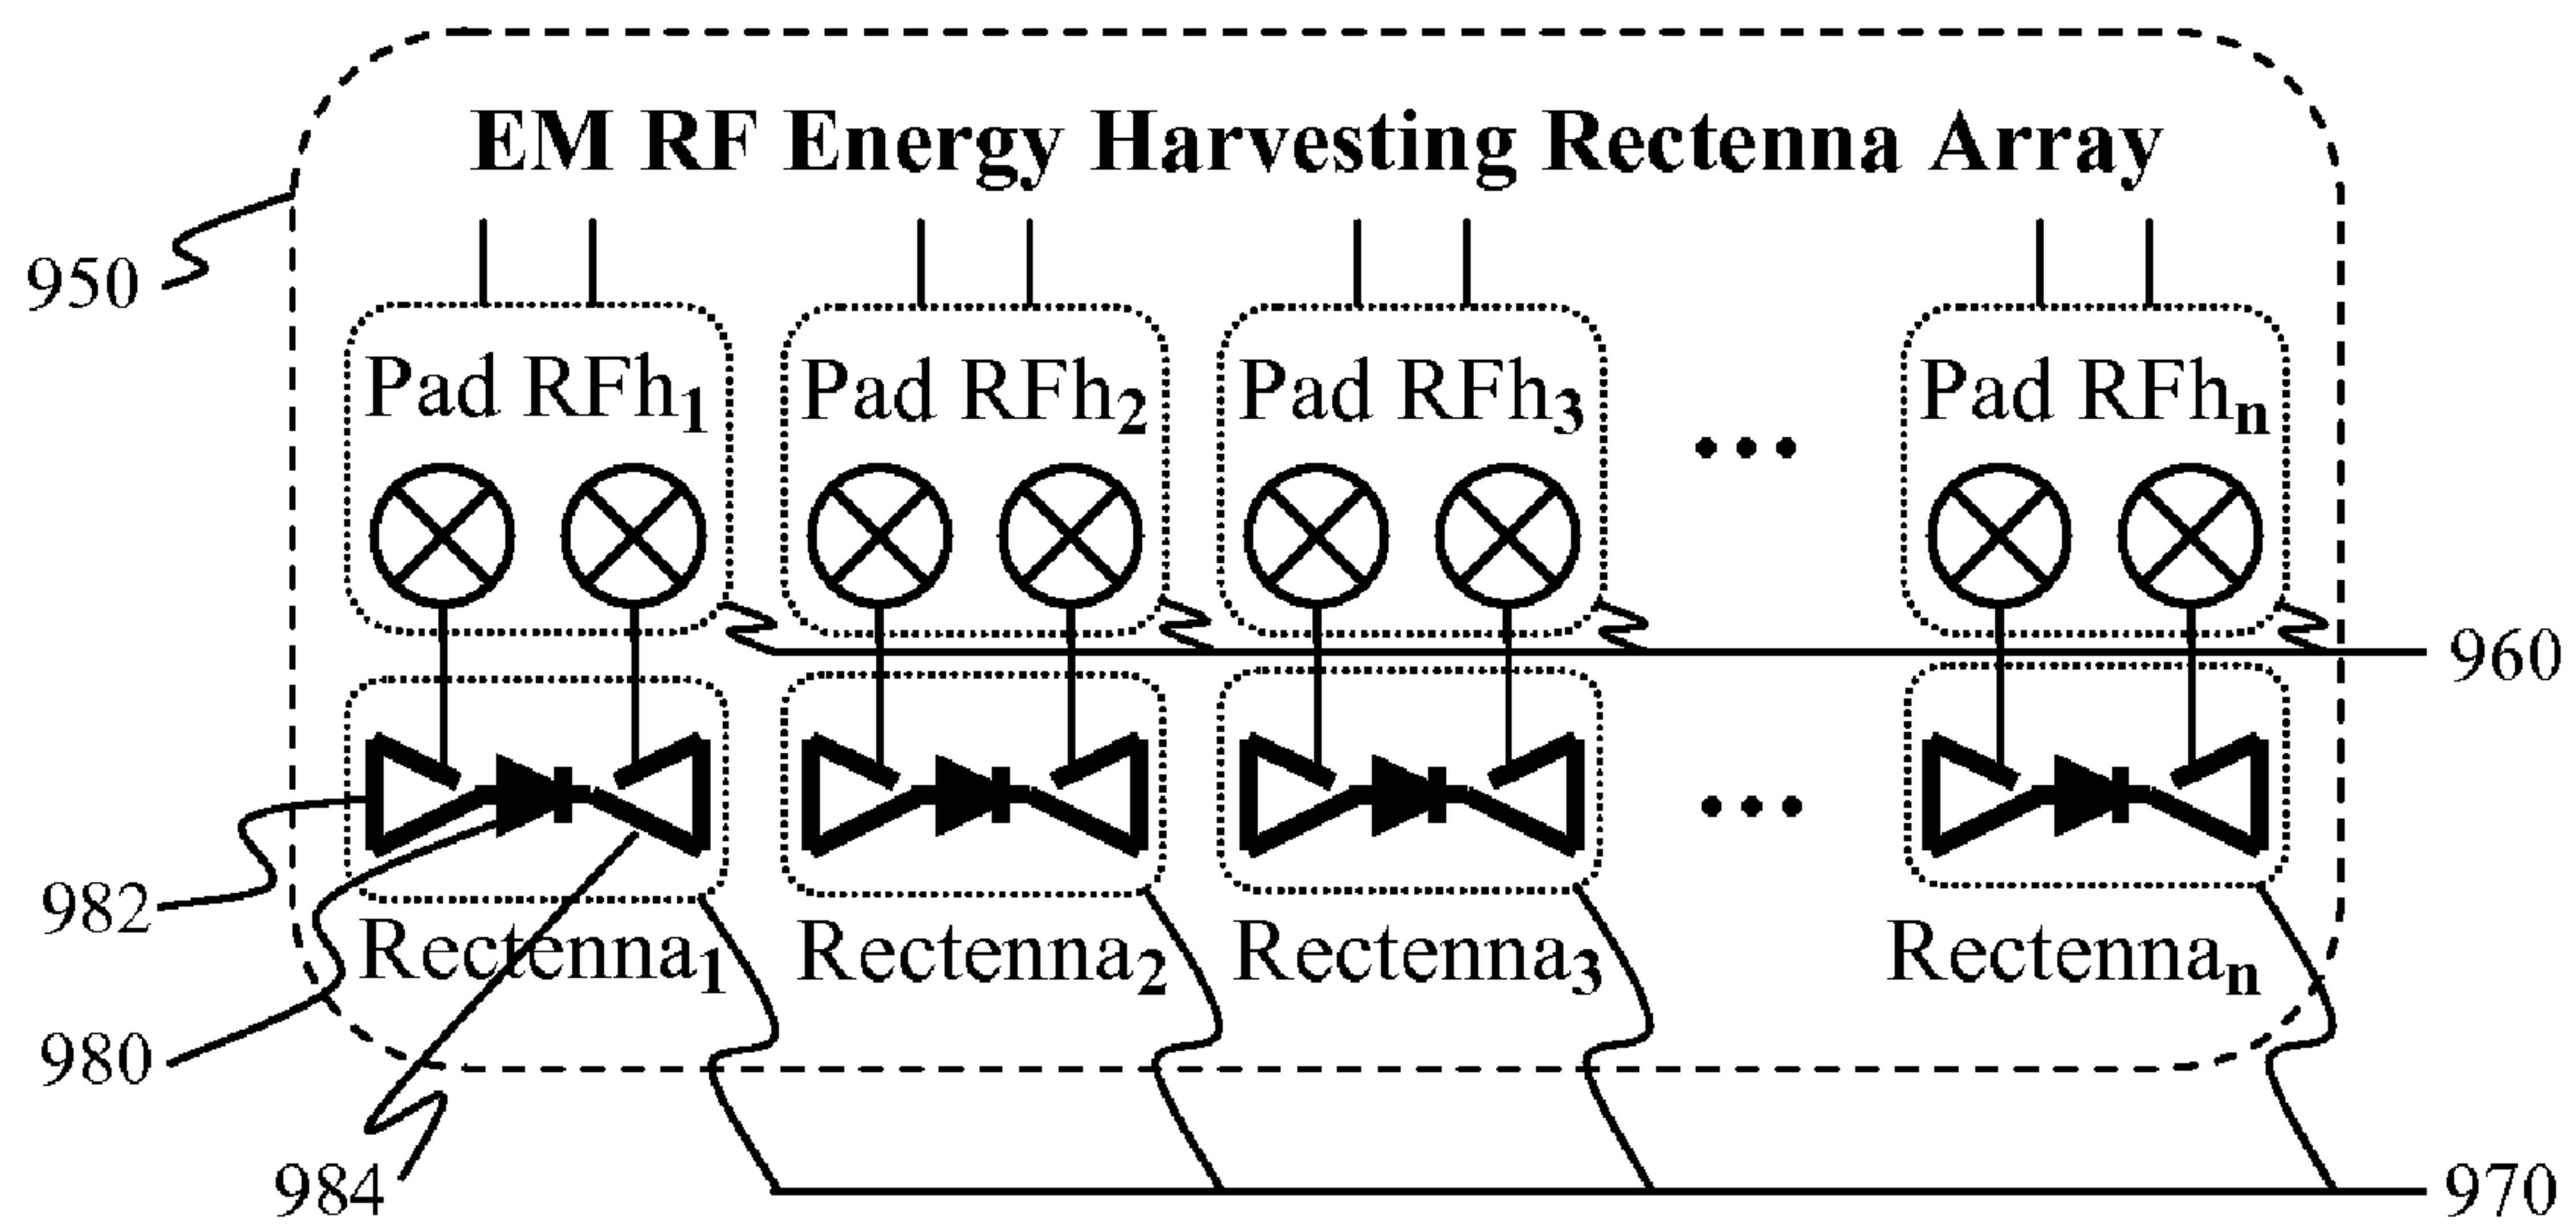 EM RF Energy Harvesting Rectenna Array
950
Pad RFh1 Pad RFh2 Pad RFh3 ... Pad RFhn
960
982
Rectenna1 Rectenna2 Rectenna3 ... Rectennan
980
984
970